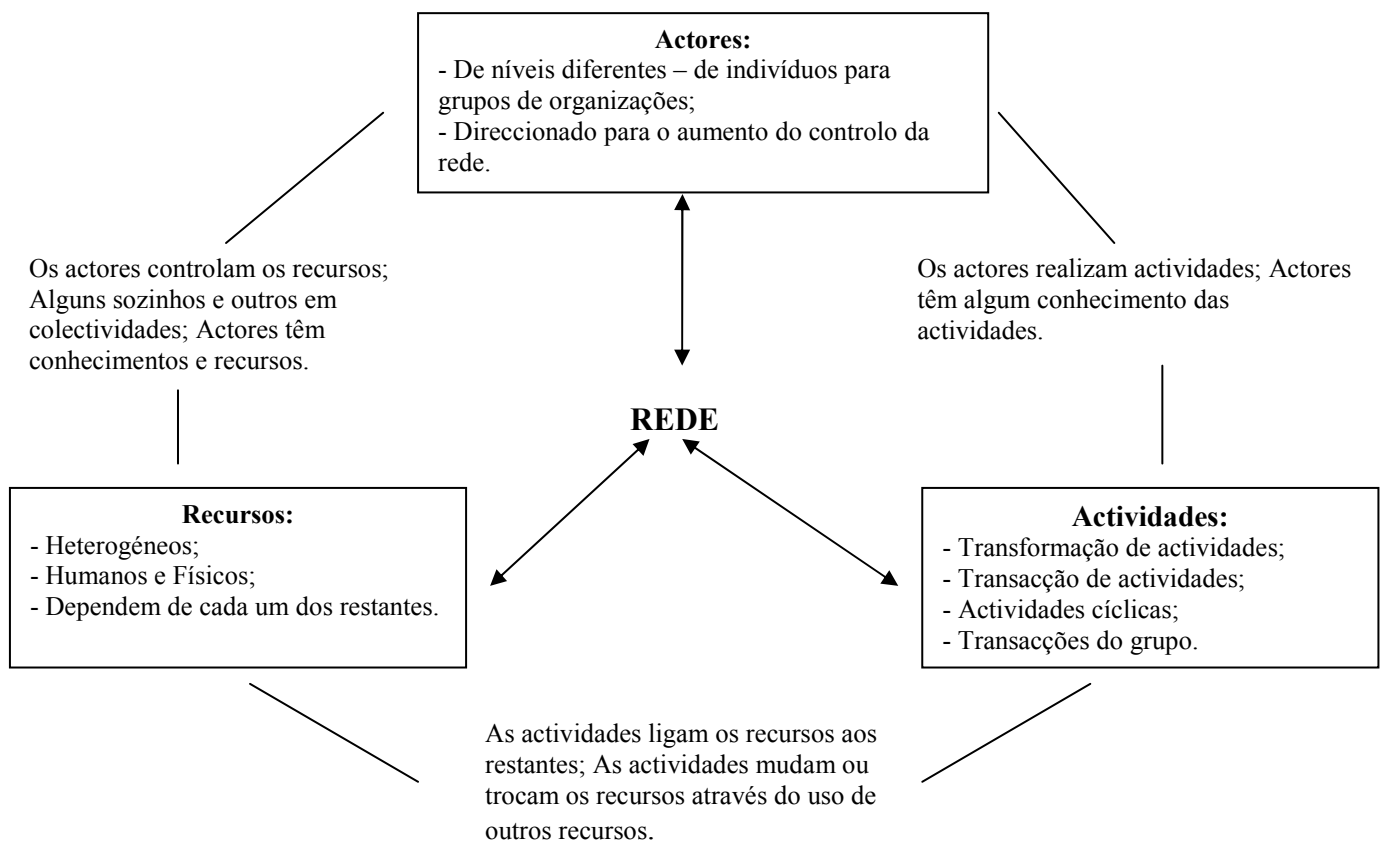 Actores:
- De níveis diferentes – de indivíduos para
grupos de organizações;
- Direccionado para o aumento do controlo da
rede.
Os actores controlam os recursos;
Alguns sozinhos e outros em
colectividades; Actores têm
conhecimentos e recursos.
Os actores realizam actividades; Actores
têm algum conhecimento das
actividades.
REDE
Recursos:
- Heterogéneos;
- Humanos e Físicos;
- Dependem de cada um dos restantes.
Actividades:
- Transformação de actividades;
- Transacção de actividades;
- Actividades cíclicas;
- Transacções do grupo.
As actividades ligam os recursos aos
restantes; As actividades mudam ou
trocam os recursos através do uso de
outros recursos.